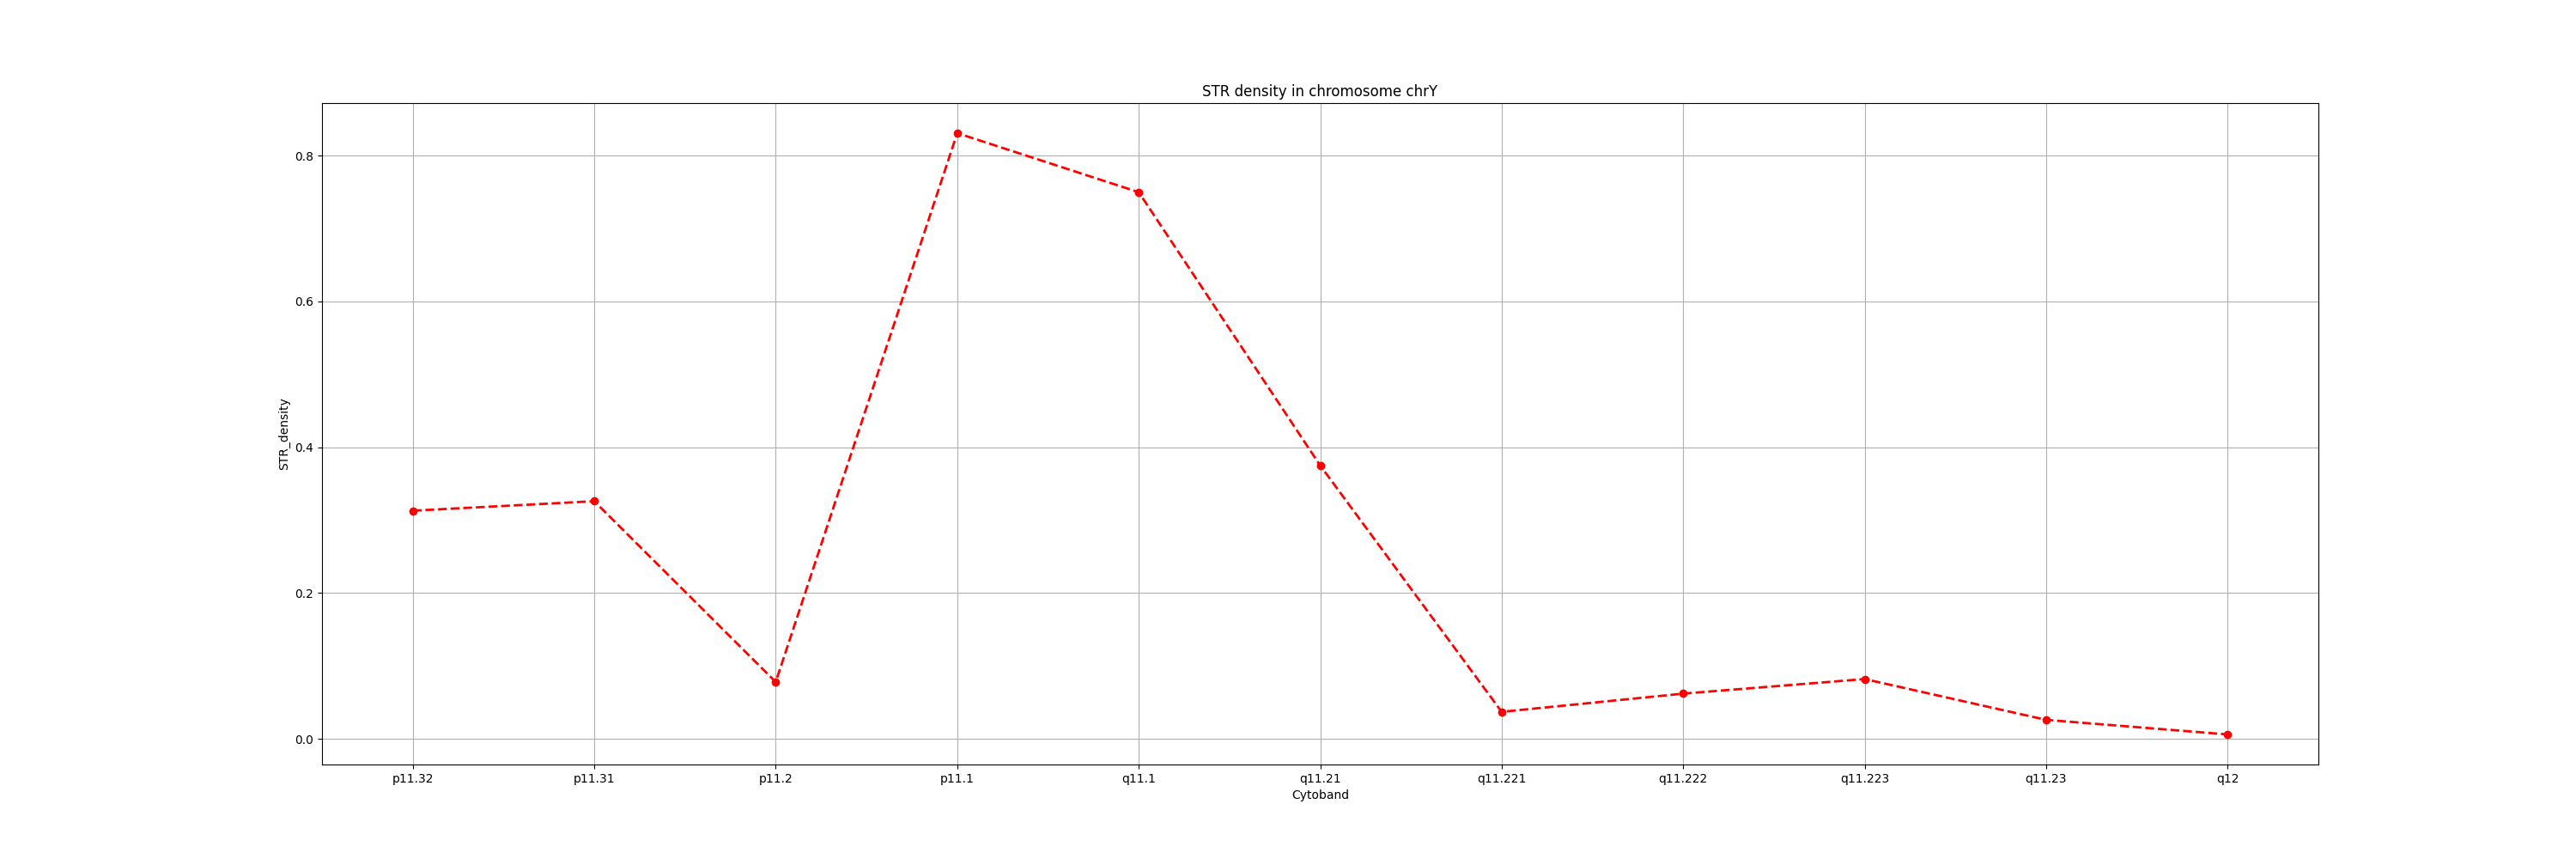 STR density in chromosome chrY
STR_density
0.8
0.6
0.4
0.2
0.0
p11.32 p11.31 p11.2 p11.1 q11.1 q11.21 q11.221 q11.222 q11.223 q11.23 q12
Cytoband